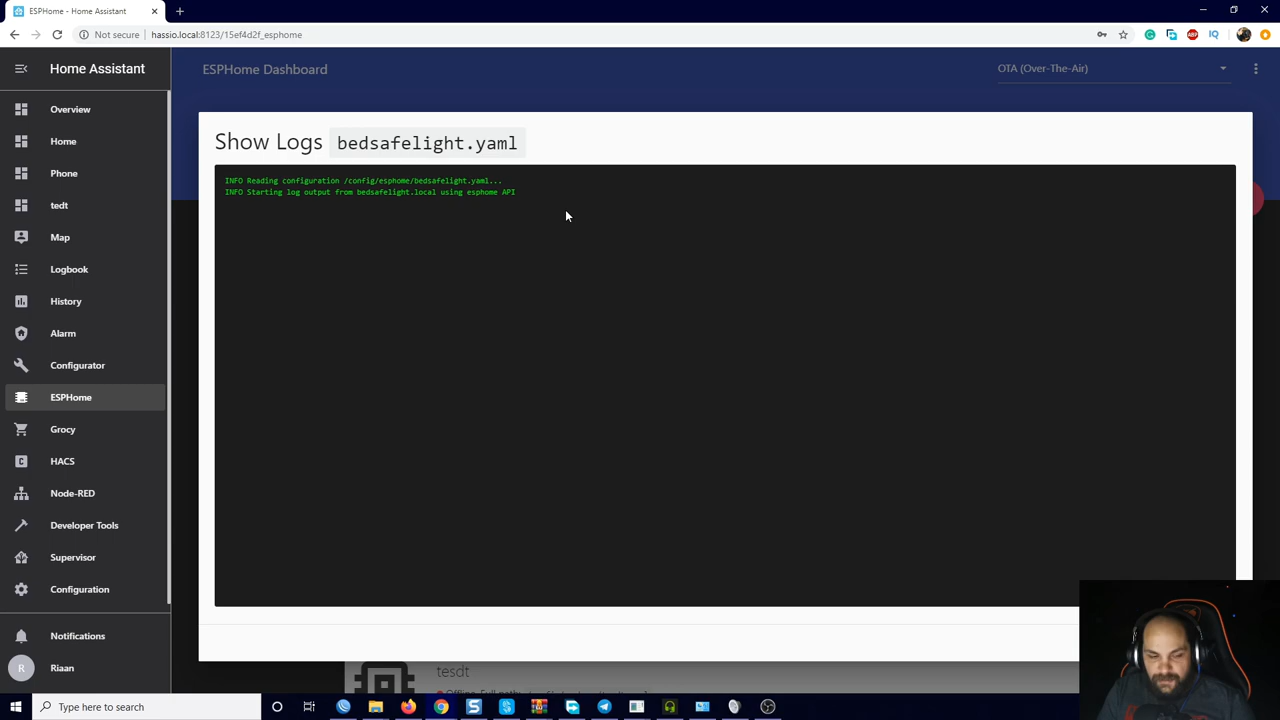 ESPHome - Home Assistant
Not secure
hassio.local:8123/15ef4d2f_esphome
ABP
IQ
Home Assistant
ESPHome Dashboard
OTA (Over-The-Air)
Overview
Home
Phone
tedt
Map
Logbook
History
Alarm
Configurator
ESPHome
Grocy
HACS
Node-RED
Developer Tools
Supervisor
Configuration
Notifications
R
Riaan
Show Logs bedsafelight.yaml
INFO Reading configuration /config/esphome/bedsafelight.yaml...
INFO Starting log output from bedsafelight.local using esphome API
tesdt
Type here to search